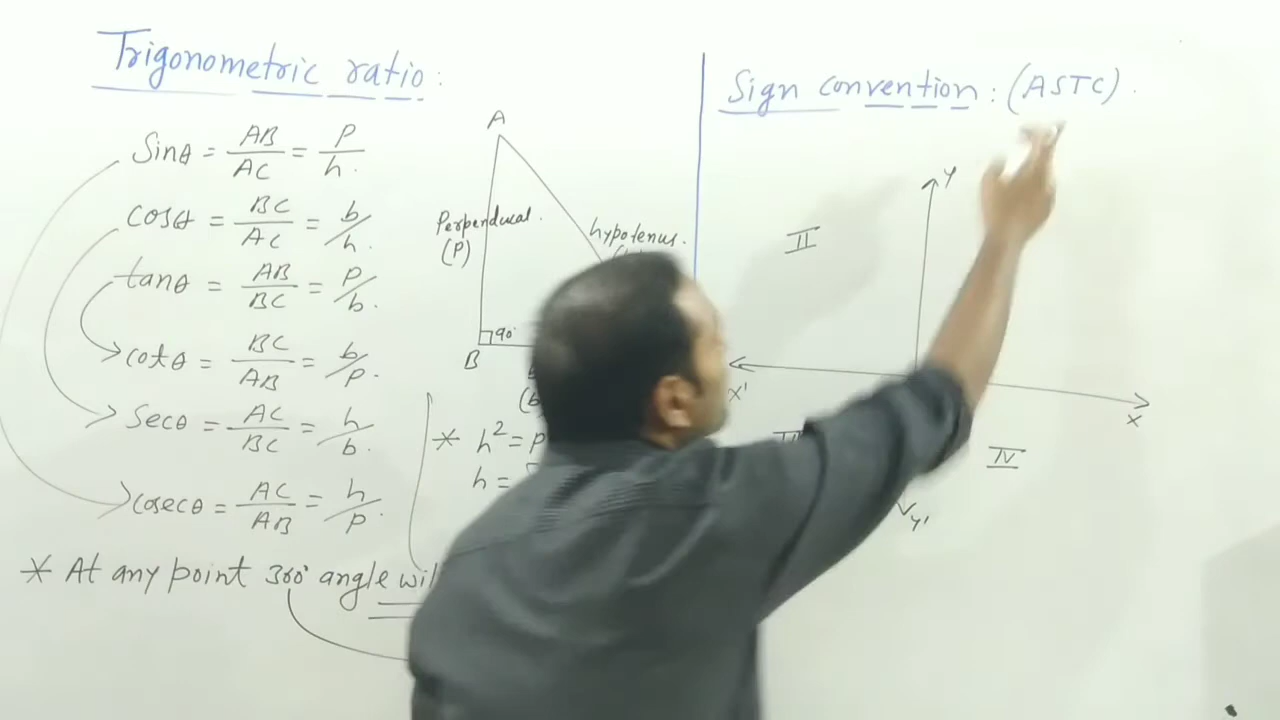 Trigonometric ratio:
Sinθ = AB/AC = P/h.
cosθ = BC/AC = b/h.
tanθ = AB/BC = P/b.
cotθ = BC/AB = b/p.
Secθ = AC/BC = h/b.
cosecθ = AC/AB = h/p.
A
Perpenducal.
(P)
hypotenus.
90°
B
* h² = p
h =
* At any point 360° angle wil
Sign convention: (ASTC).
Y
II
X'
X
IV
Y'